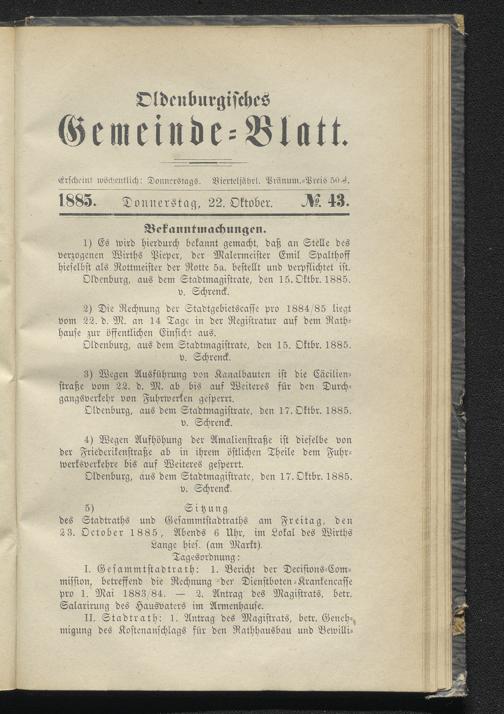 Oldenburgisches
Gemeinde-Blatt.
Erscheint wöchentlich: Donnerstags. Vierteljährl. Pränum.-Preis 50 ₰.
1885. Donnerstag, 22. Oktober. № 43.
Bekanntmachungen.
1) Es wird hierdurch bekannt gemacht, daß an Stelle des
verzogenen Wirths Pieper, der Malermeister Emil Spalthoff
hieselbst als Rottmeister der Rotte 5a. bestellt und verpflichtet ist.
Oldenburg, aus dem Stadtmagistrate, den 15. Oktbr. 1885.
v. Schrenck.
2) Die Rechnung der Stadtgebietscasse pro 1884/85 liegt
vom 22. d. M. an 14 Tage in der Registratur auf dem Rath-
hause zur öffentlichen Einsicht aus.
Oldenburg, aus dem Stadtmagistrate, den 15. Oktbr. 1885.
v. Schrenck.
3) Wegen Ausführung von Kanalbauten ist die Cäcilien-
straße vom 22. d. M. ab bis auf Weiteres für den Durch-
gangsverkehr von Fuhrwerken gesperrt.
Oldenburg, aus dem Stadtmagistrate, den 17. Oktbr. 1885.
v. Schrenck.
4) Wegen Aufhöhung der Amalienstraße ist dieselbe von
der Friederikenstraße ab in ihrem östlichen Theile dem Fuhr-
werksverkehre bis auf Weiteres gesperrt.
Oldenburg, aus dem Stadtmagistrate, den 17. Oktbr. 1885.
v. Schrenck.
5) Sitzung
des Stadtraths und Gesammtstadtraths am Freitag, den
23. October 1885, Abends 6 Uhr, im Lokal des Wirths
Lange hies. (am Markt).
Tagesordnung:
I. Gesammtstadtrath: 1. Bericht der Decisions-Com-
mission, betreffend die Rechnung der Dienstboten-Krankencasse
pro 1. Mai 1883/84. — 2. Antrag des Magistrats, betr.
Salarirung des Hausvaters im Armenhause.
II. Stadtrath: 1. Antrag des Magistrats, betr. Geneh-
migung des Kostenanschlags für den Rathhausbau und Bewilli-